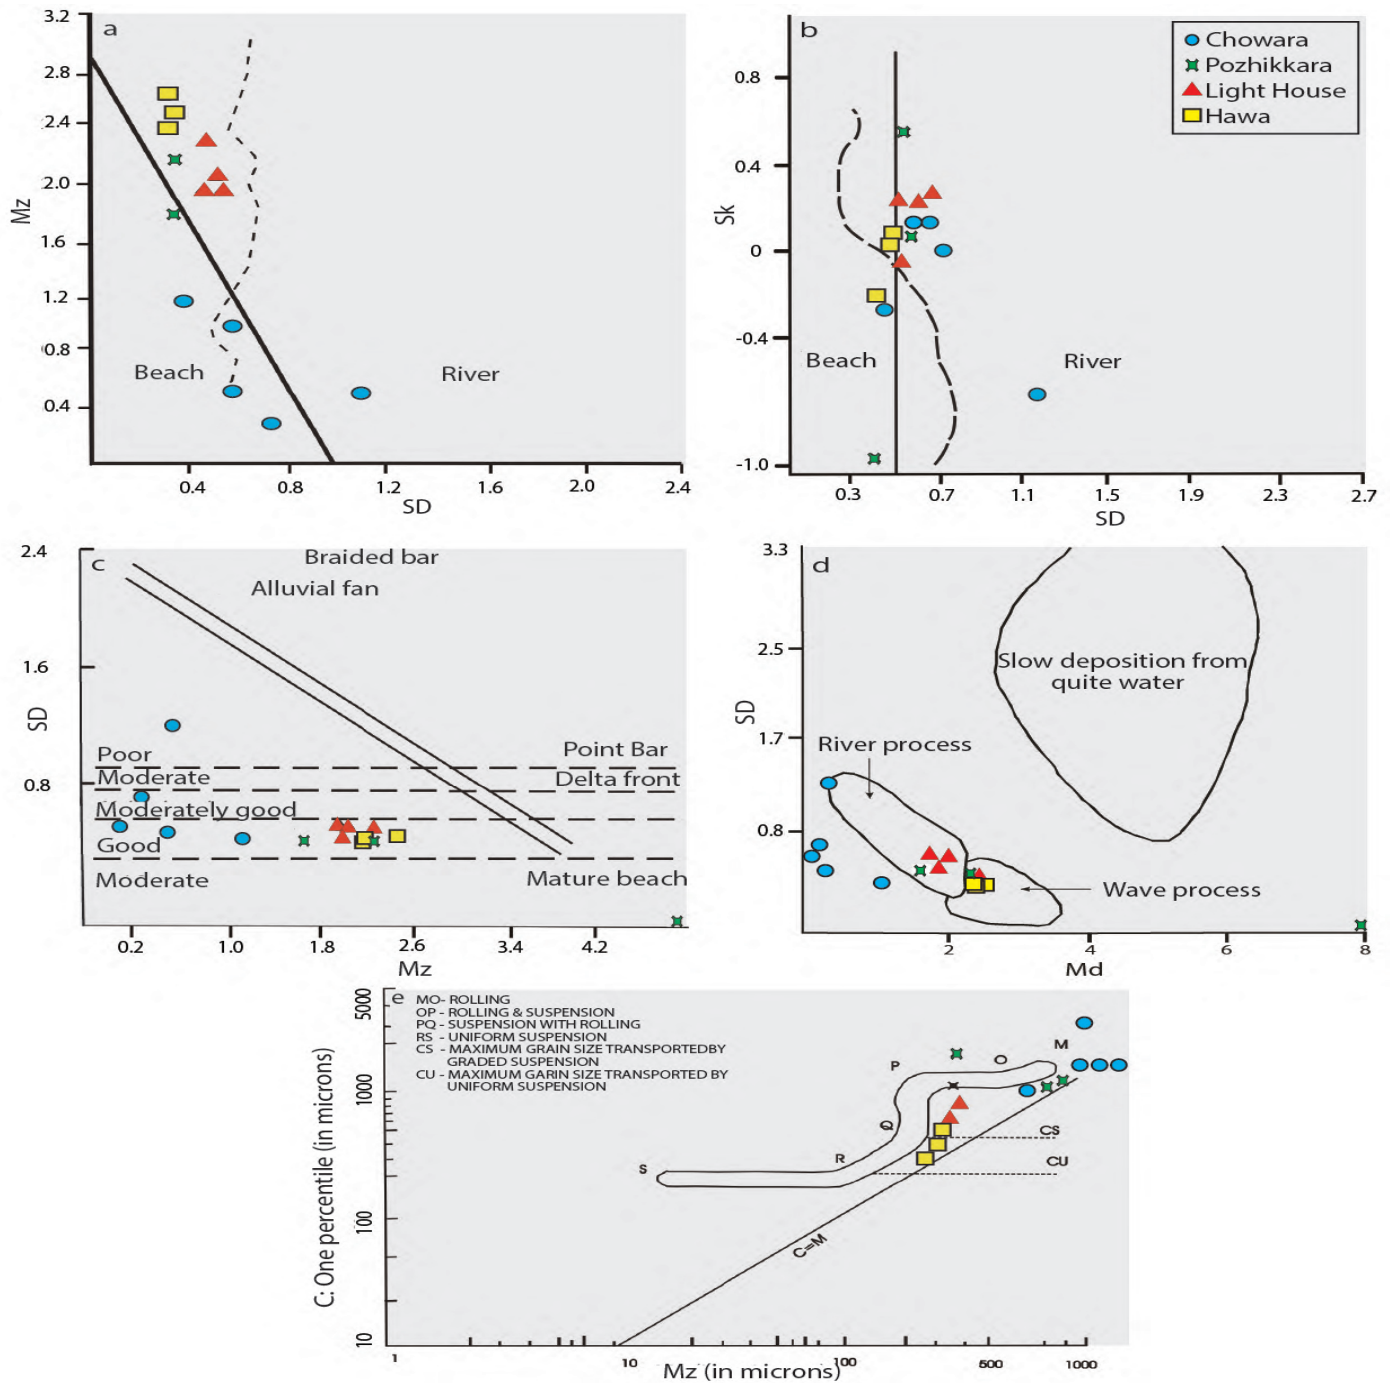 a
3.2
2.8
2.4
2.0
1.6
1.2
0.8
0.4
Mz
Beach
River
0.4
0.8
1.2
1.6
2.0
2.4
SD
b
Chowara
Pozhikkara
Light House
Hawa
0.8
0.4
0
-0.4
-1.0
Sk
Beach
River
0.3
0.7
1.1
1.5
1.9
2.3
2.7
SD
c
2.4
1.6
0.8
SD
Braided bar
Alluvial fan
Poor
Point Bar
Moderate
Delta front
Moderately good
Good
Moderate
Mature beach
0.2
1.0
1.8
2.6
3.4
4.2
Mz
d
3.3
2.5
1.7
0.8
SD
Slow deposition from
quite water
River process
Wave process
2
4
6
8
Md
e
MO- ROLLING
OP - ROLLING & SUSPENSION
PQ - SUSPENSION WITH ROLLING
RS - UNIFORM SUSPENSION
CS - MAXIMUM GRAIN SIZE TRANSPORTEDBY
GRADED SUSPENSION
CU - MAXIMUM GARIN SIZE TRANSPORTED BY
UNIFORM SUSPENSION
5000
1000
100
10
C: One percentile (in microns)
P
O
M
Q
R
S
CS
CU
C=M
1
10
100
500
1000
Mz (in microns)